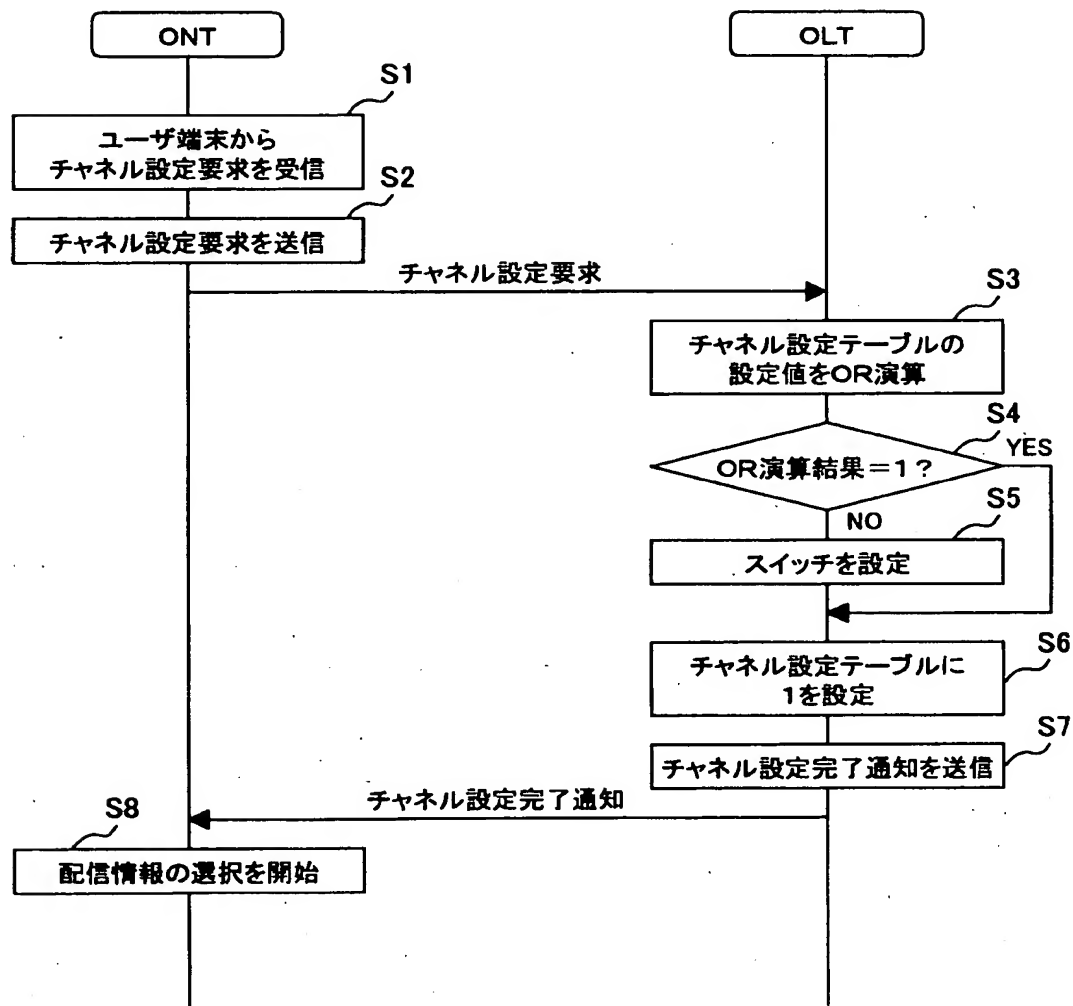 ONT
OLT
S1
ユーザ端末から
チャネル設定要求を受信
S2
チャネル設定要求を送信
チャネル設定要求
S3
チャネル設定テーブルの
設定値をOR演算
S4
OR演算結果=1?
YES
NO
S5
スイッチを設定
S6
チャネル設定テーブルに
1を設定
S7
チャネル設定完了通知を送信
チャネル設定完了通知
S8
配信情報の選択を開始